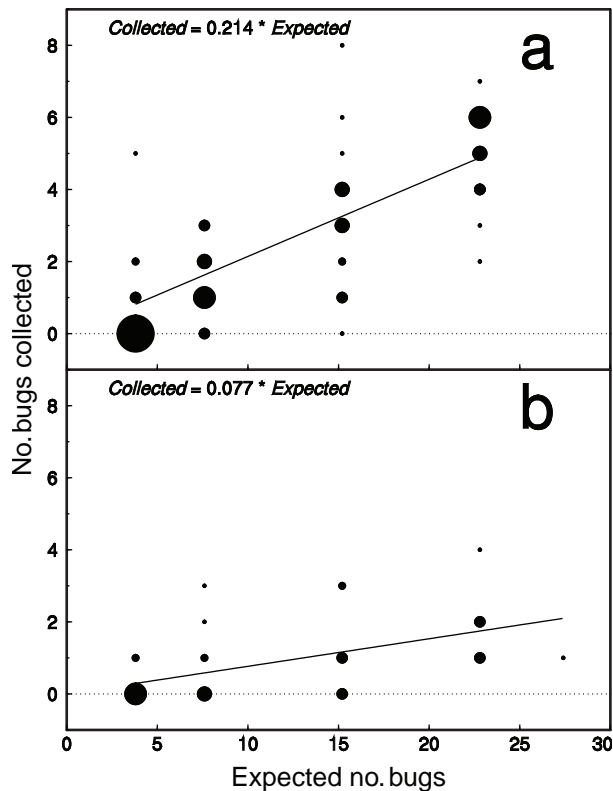 Collected = 0.214 * Expected
a
8
6
4
2
0
No. bugs collected
Collected = 0.077 * Expected
b
8
6
4
2
0
0 5 10 15 20 25 30
Expected no. bugs